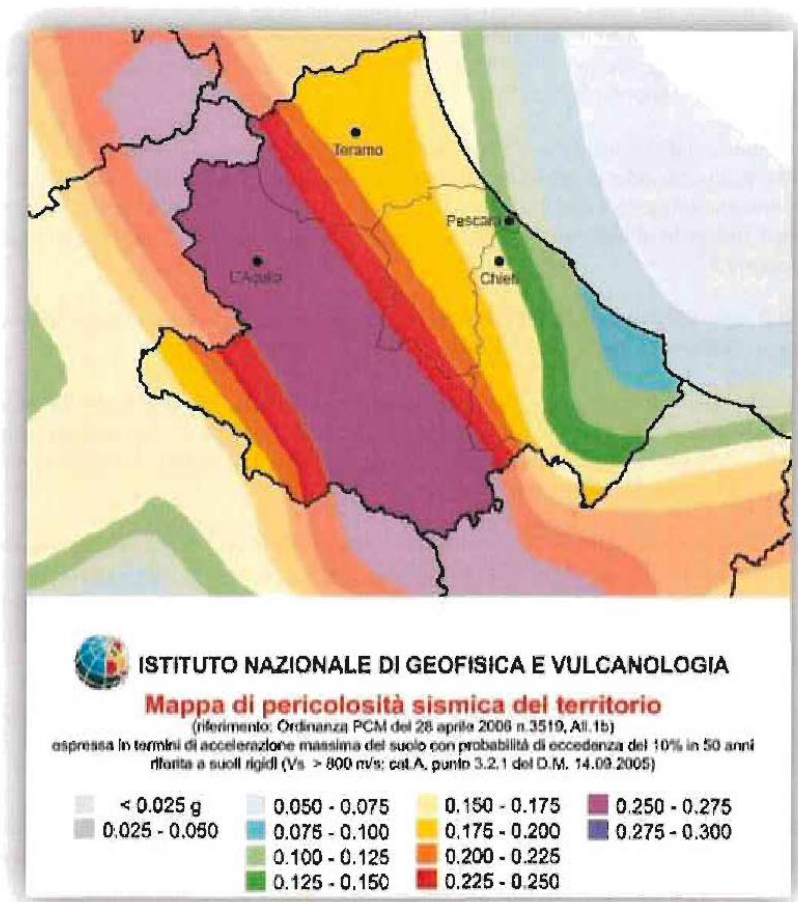 Teramo
Pescara
Chieti
L'Aquila
ISTITUTO NAZIONALE DI GEOFISICA E VULCANOLOGIA
Mappa di pericolosità sismica del territorio
(riferimento: Ordinanza PCM del 28 aprile 2006 n.3519, All.1b)
espressa in termini di accelerazione massima del suolo con probabilità di eccedenza del 10% in 50 anni
riferita a suoli rigidi (Vs > 800 m/s; cat.A, punto 3.2.1 del D.M. 14.09.2005)
< 0.025 g
0.025 - 0.050
0.050 - 0.075
0.075 - 0.100
0.100 - 0.125
0.125 - 0.150
0.150 - 0.175
0.175 - 0.200
0.200 - 0.225
0.225 - 0.250
0.250 - 0.275
0.275 - 0.300